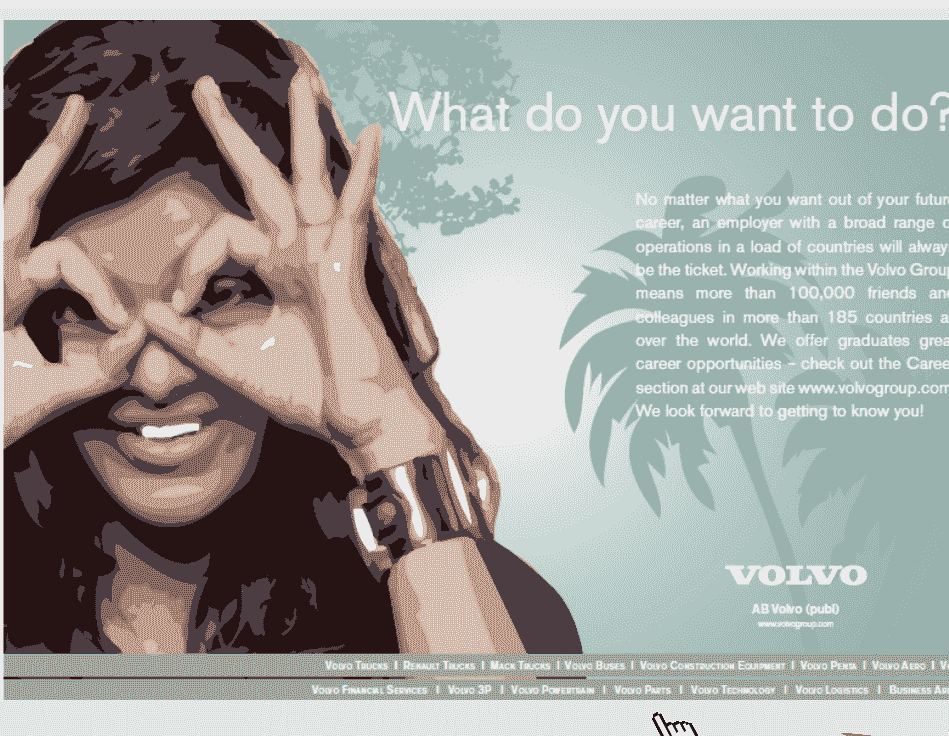 What do you want to do?
No matter what you want out of your futur
career, an employer with a broad range o
operations in a load of countries will alway
be the ticket. Working within the Volvo Grou
means more than 100,000 friends an
colleagues in more than 185 countries a
over the world. We offer graduates grea
career opportunities – check out the Caree
section at our web site www.volvogroup.com
We look forward to getting to know you!
VOLVO
AB Volvo (publ)
www.volvogroup.com
Volvo Trucks | Renault Trucks | Mack Trucks | Volvo Buses | Volvo Construction Equipment | Volvo Penta | Volvo Aero | V
Volvo Financial Services | Volvo 3P | Volvo Powertrain | Volvo Parts | Volvo Technology | Volvo Logistics | Business Ar